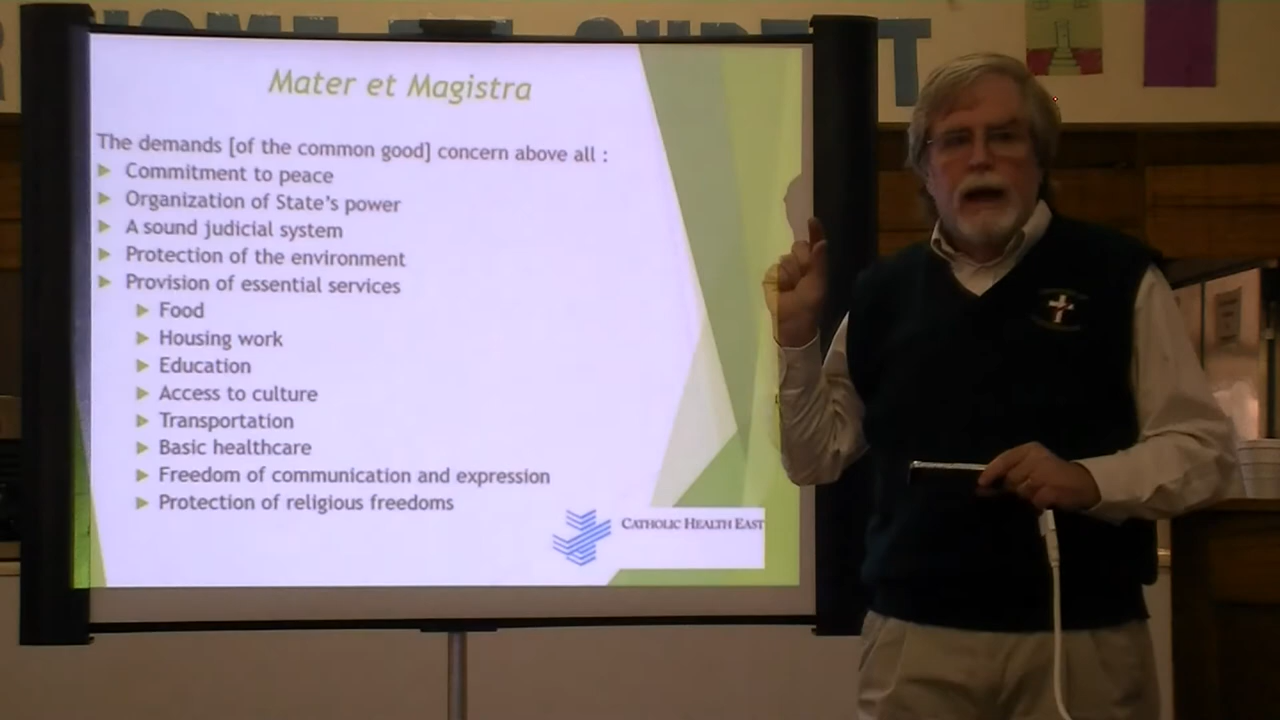 Mater et Magistra
The demands [of the common good] concern above all :
Commitment to peace
Organization of State's power
A sound judicial system
Protection of the environment
Provision of essential services
Food
Housing work
Education
Access to culture
Transportation
Basic healthcare
Freedom of communication and expression
Protection of religious freedoms
CATHOLIC HEALTH EAST